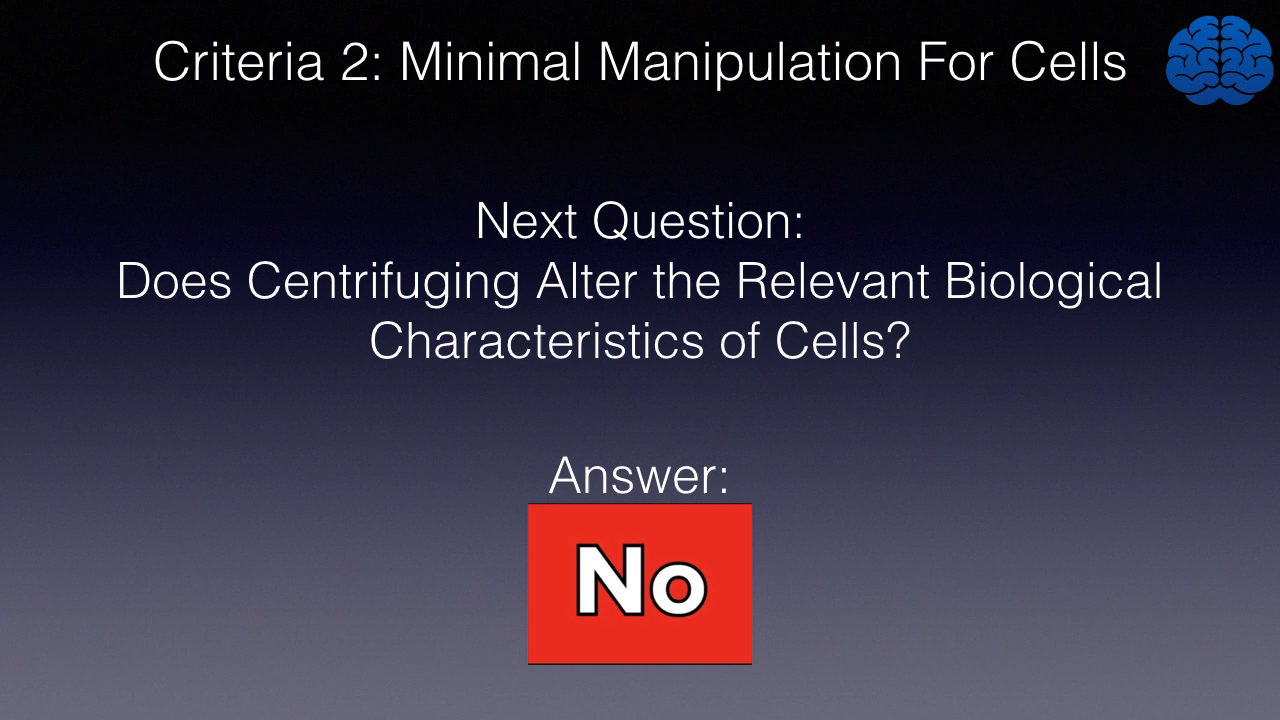 Criteria 2: Minimal Manipulation For Cells
Next Question:
Does Centrifuging Alter the Relevant Biological
Characteristics of Cells?
Answer:
No